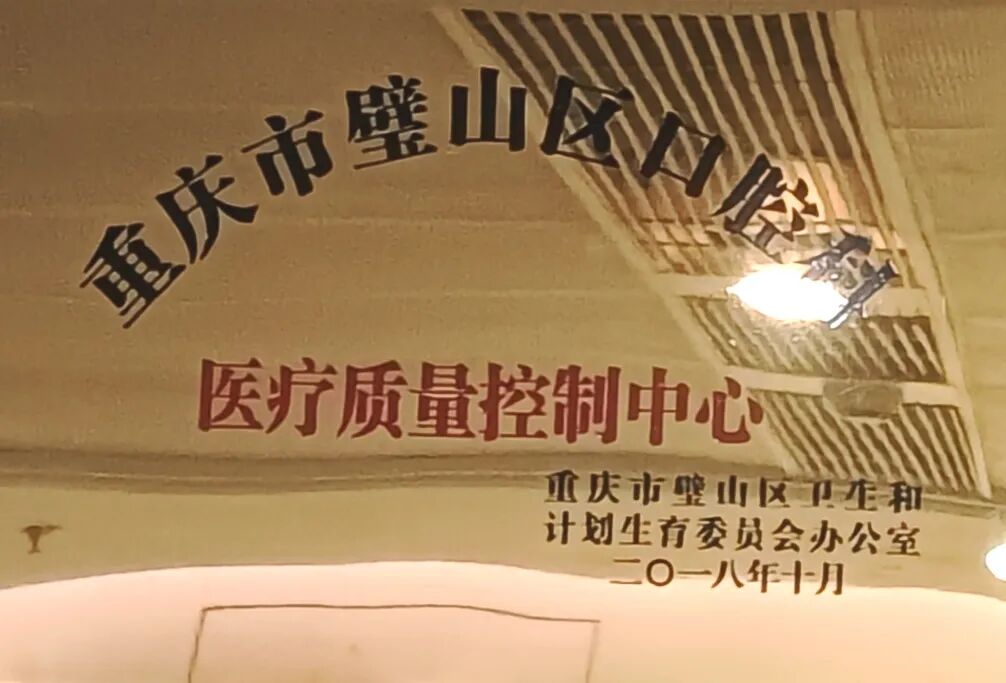 重庆市璧山区口腔科
医疗质量控制中心
重庆市璧山区卫生和
计划生育委员会办公室
二〇一八年十月